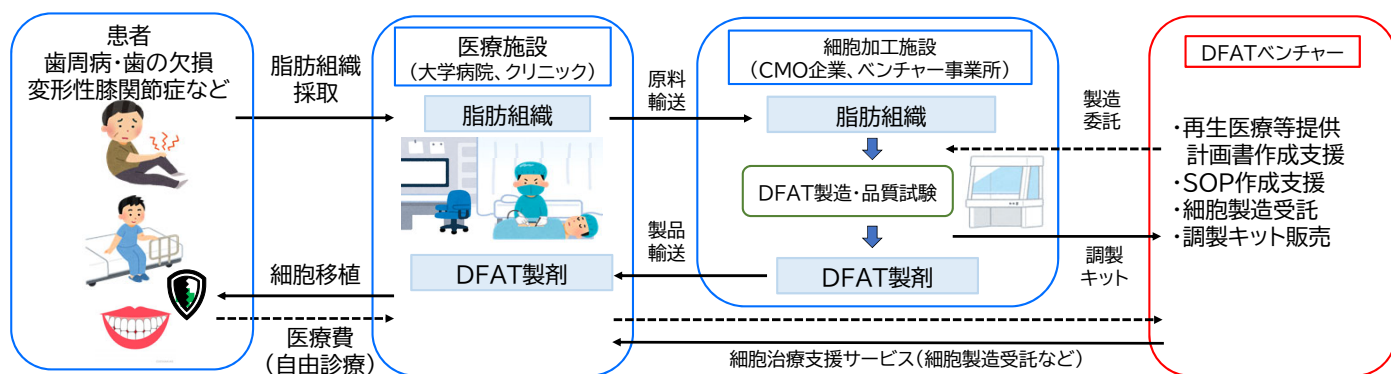 患者
歯周病・歯の欠損
変形性膝関節症など
脂肪組織
採取
細胞移植
医療費
（自由診療）
医療施設
（大学病院、クリニック）
脂肪組織
DFAT製剤
原料
輸送
製品
輸送
細胞加工施設
（CMO企業、ベンチャー事業所）
脂肪組織
DFAT製造・品質試験
DFAT製剤
製造
委託
調製
キット
細胞治療支援サービス（細胞製造受託など）
DFATベンチャー
・再生医療等提供
計画書作成支援
・SOP作成支援
・細胞製造受託
・調製キット販売